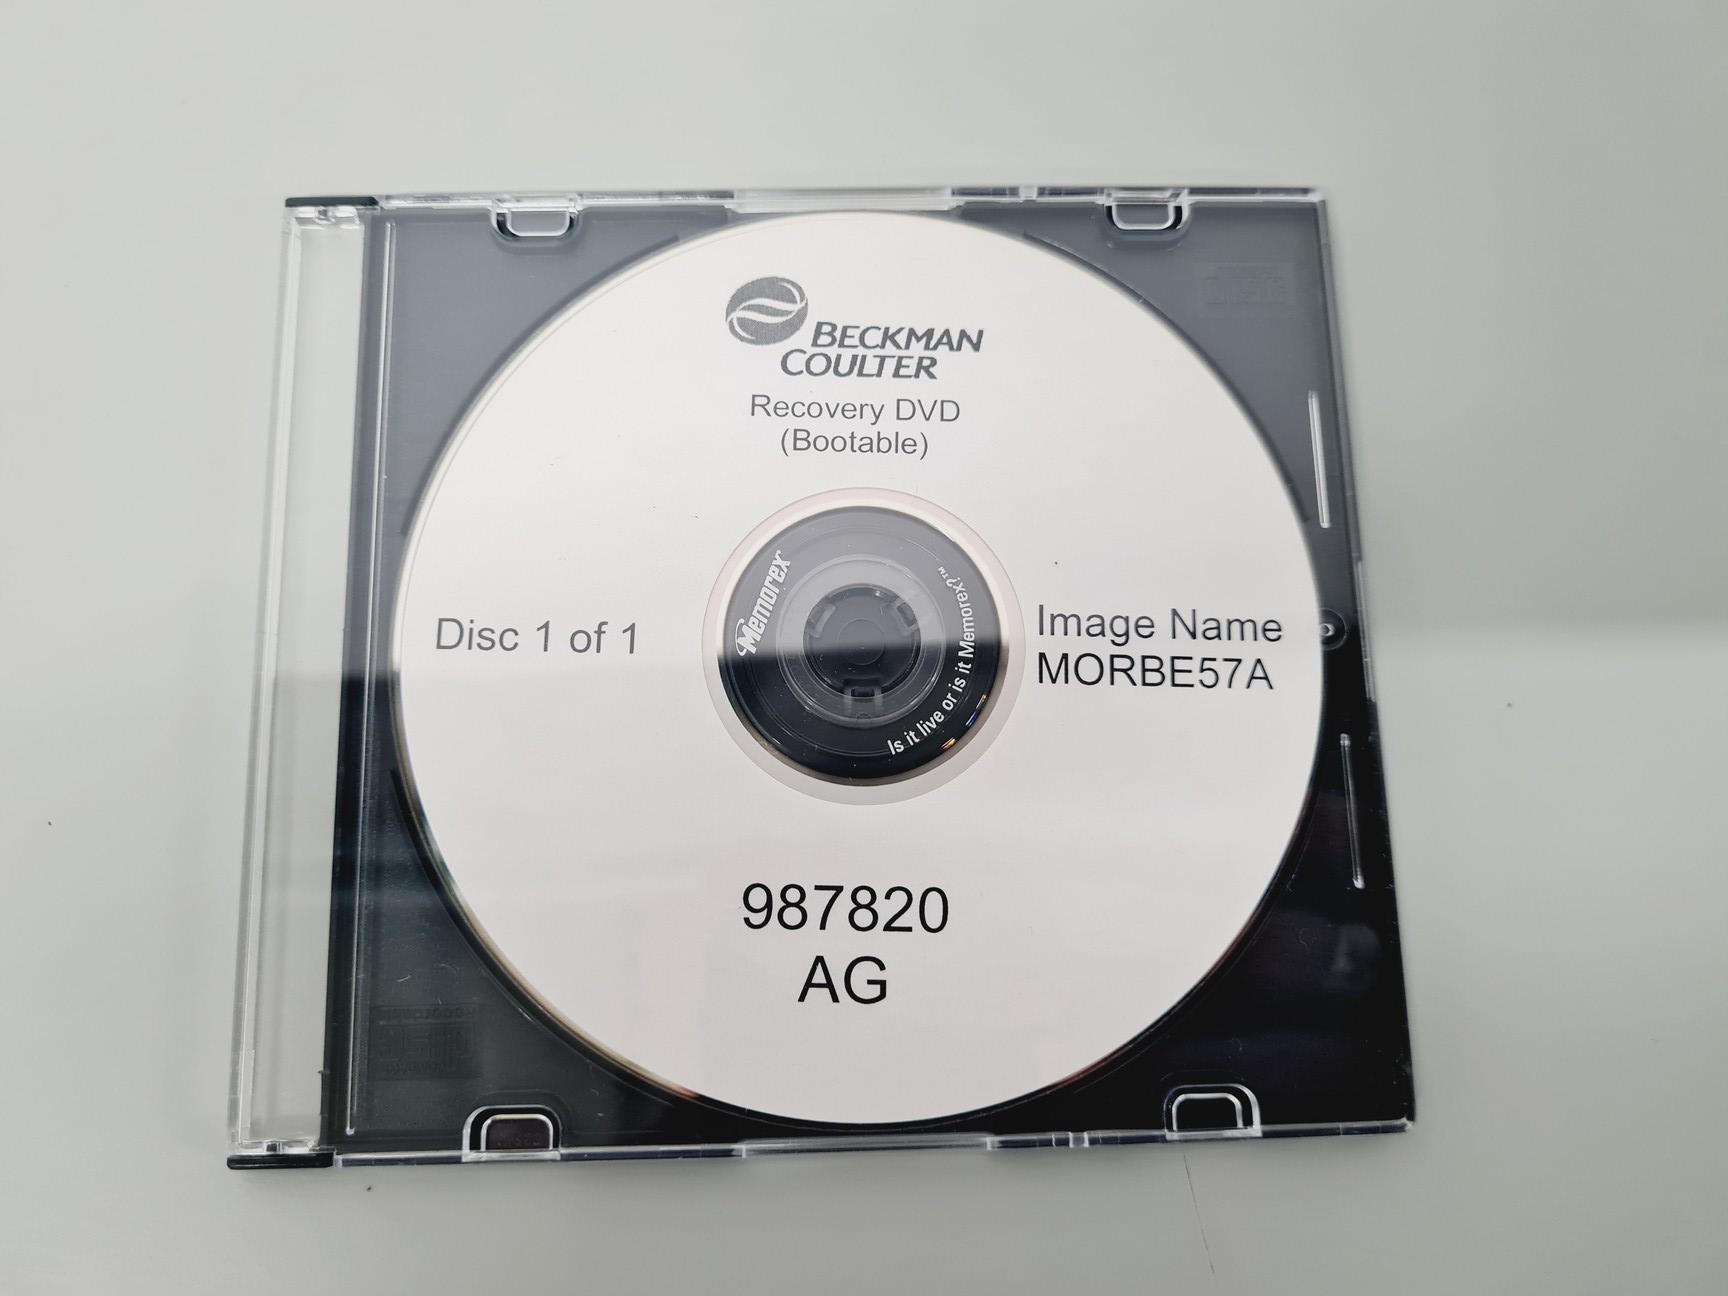 BECKMAN
COULTER
Recovery DVD
(Bootable)
Memorex
Is it live or is it Memorex?™
Disc 1 of 1
Image Name
MORBE57A
987820
AG